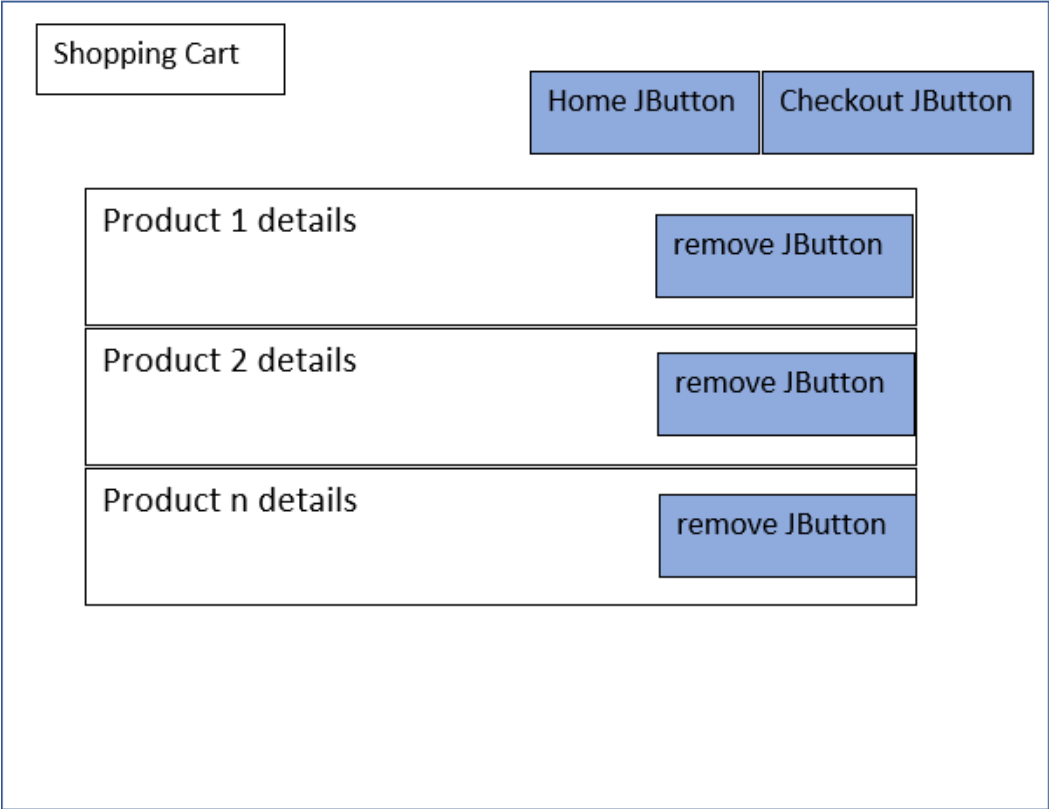 Shopping Cart
Home JButton
Checkout JButton
Product 1 details
remove JButton
Product 2 details
remove JButton
Product n details
remove JButton